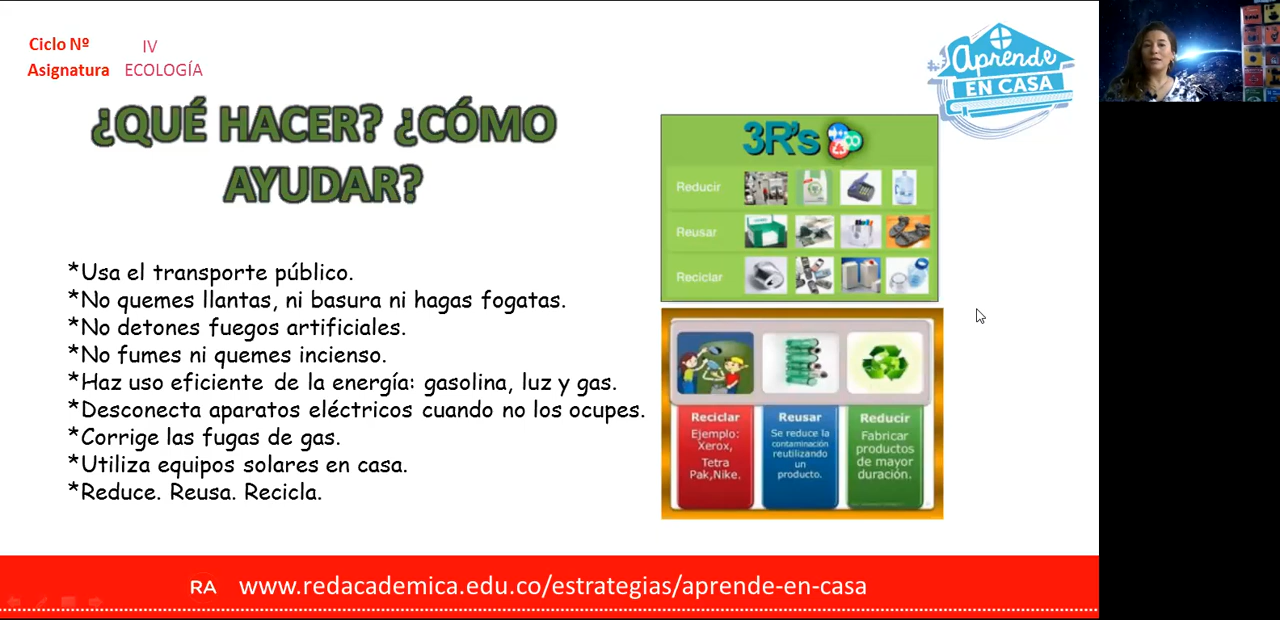 Ciclo Nº IV
Asignatura ECOLOGÍA
¿QUÉ HACER? ¿CÓMO
AYUDAR?
*Usa el transporte público.
*No quemes llantas, ni basura ni hagas fogatas.
*No detones fuegos artificiales.
*No fumes ni quemes incienso.
*Haz uso eficiente de la energía: gasolina, luz y gas.
*Desconecta aparatos eléctricos cuando no los ocupes.
*Corrige las fugas de gas.
*Utiliza equipos solares en casa.
*Reduce. Reusa. Recicla.
#Aprende
EN CASA
3R's
Reducir
Reusar
Reciclar
Reciclar
Ejemplo:
Xerox,
Tetra
Pak,Nike.
Reusar
Se reduce la
contaminación
reutilizando
un
producto.
Reducir
Fabricar
productos
de mayor
duración.
RA www.redacademica.edu.co/estrategias/aprende-en-casa